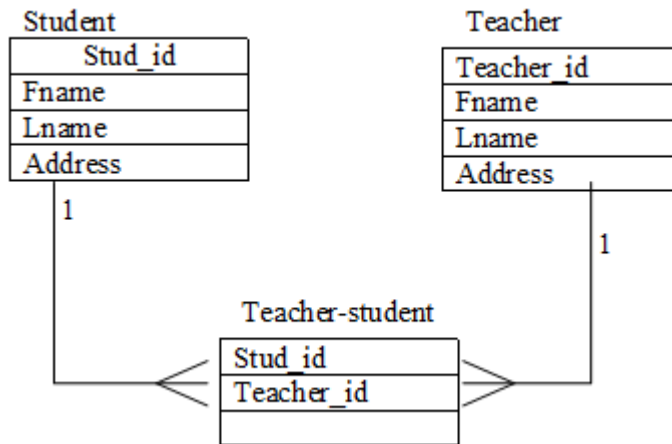 Student
Stud_id
Fname
Lname
Address
1
Teacher
Teacher_id
Fname
Lname
Address
1
Teacher-student
Stud_id
Teacher_id